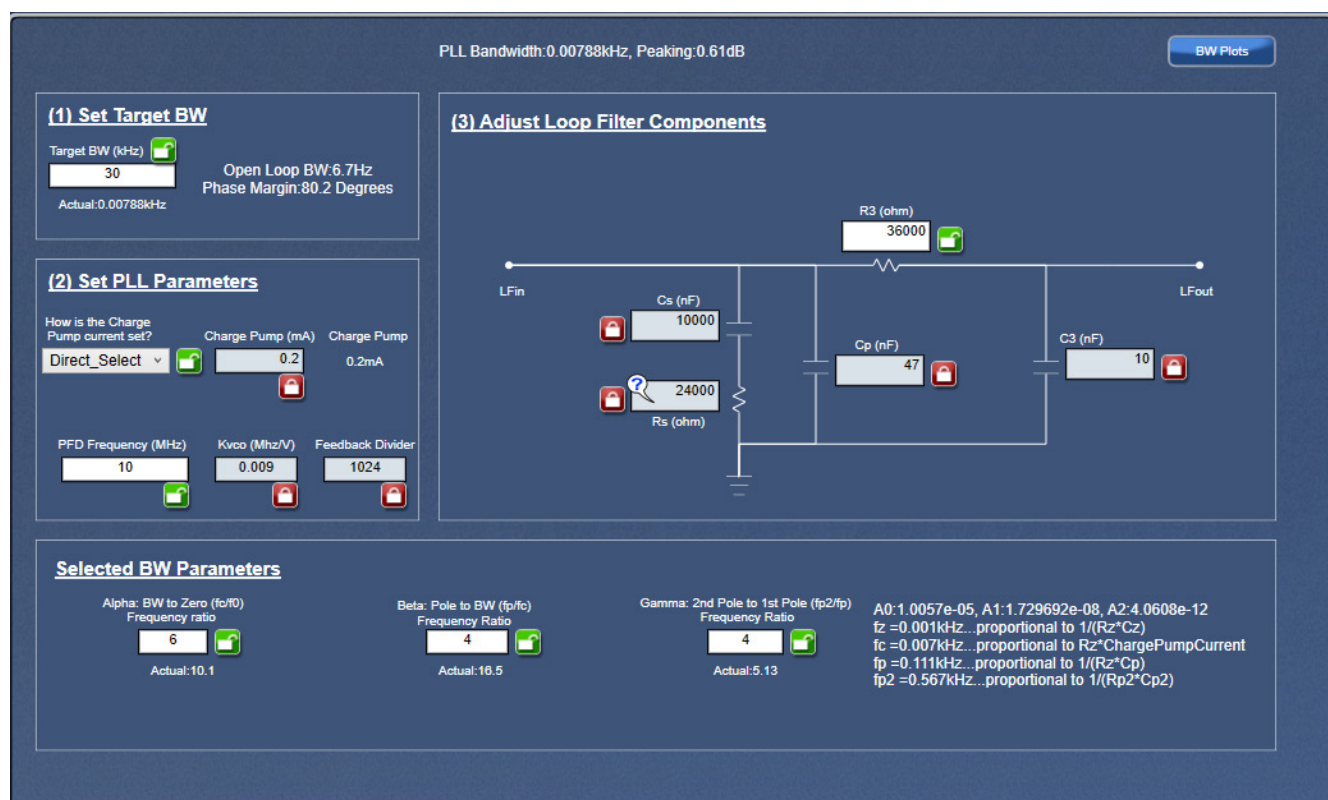 PLL Bandwidth:0.00788kHz, Peaking:0.61dB
BW Plots
(1) Set Target BW
Target BW (kHz)
30
Actual:0.00788kHz
Open Loop BW:6.7Hz
Phase Margin:80.2 Degrees
(2) Set PLL Parameters
How is the Charge
Pump current set?
Direct_Select
Charge Pump (mA)
0.2
Charge Pump
0.2mA
PFD Frequency (MHz)
10
Kvco (Mhz/V)
0.009
Feedback Divider
1024
(3) Adjust Loop Filter Components
R3 (ohm)
36000
LFin
LFout
Cs (nF)
10000
Cp (nF)
47
C3 (nF)
10
?
24000
Rs (ohm)
Selected BW Parameters
Alpha: BW to Zero (fc/f0)
Frequency ratio
6
Actual:10.1
Beta: Pole to BW (fp/fc)
Frequency Ratio
4
Actual:16.5
Gamma: 2nd Pole to 1st Pole (fp2/fp)
Frequency Ratio
4
Actual:5.13
A0:1.0057e-05, A1:1.729692e-08, A2:4.0608e-12
fz =0.001kHz...proportional to 1/(Rz*Cz)
fc =0.007kHz...proportional to Rz*ChargePumpCurrent
fp =0.111kHz...proportional to 1/(Rz*Cp)
fp2 =0.567kHz...proportional to 1/(Rp2*Cp2)